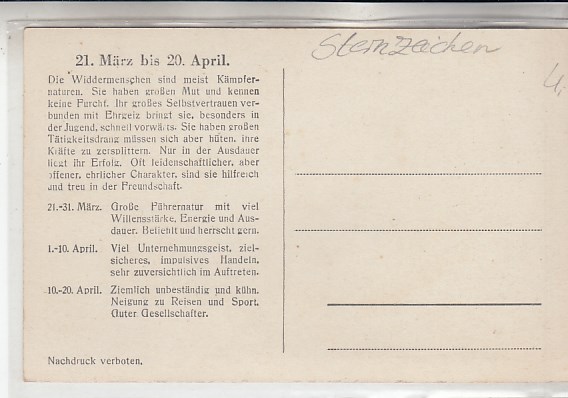 Sternzeichen
21. März bis 20. April.
Die Widdermenschen sind meist Kämpfer-
naturen. Sie haben großen Mut und kennen
keine Furcht. Ihr großes Selbstvertrauen ver-
bunden mit Ehrgeiz bringt sie, besonders in
der Jugend, schnell vorwärts. Sie haben großen
Tätigkeitsdrang müssen sich aber hüten, ihre
Kräfte zu zersplittern. Nur in der Ausdauer
liegt ihr Erfolg. Oft leidenschaftlicher, aber
offener, ehrlicher Charakter, sind sie hilfreich
und treu in der Freundschaft.
21.-31. März. Große Führernatur mit viel
Willensstärke, Energie und Aus-
dauer. Befiehlt und herrscht gern.
1.-10. April. Viel Unternehmungsgeist, ziel-
sicheres, impulsives Handeln,
sehr zuversichtlich im Auftreten.
10.-20. April. Ziemlich unbeständig und kühn.
Neigung zu Reisen und Sport.
Guter Gesellschafter.
Nachdruck verboten.